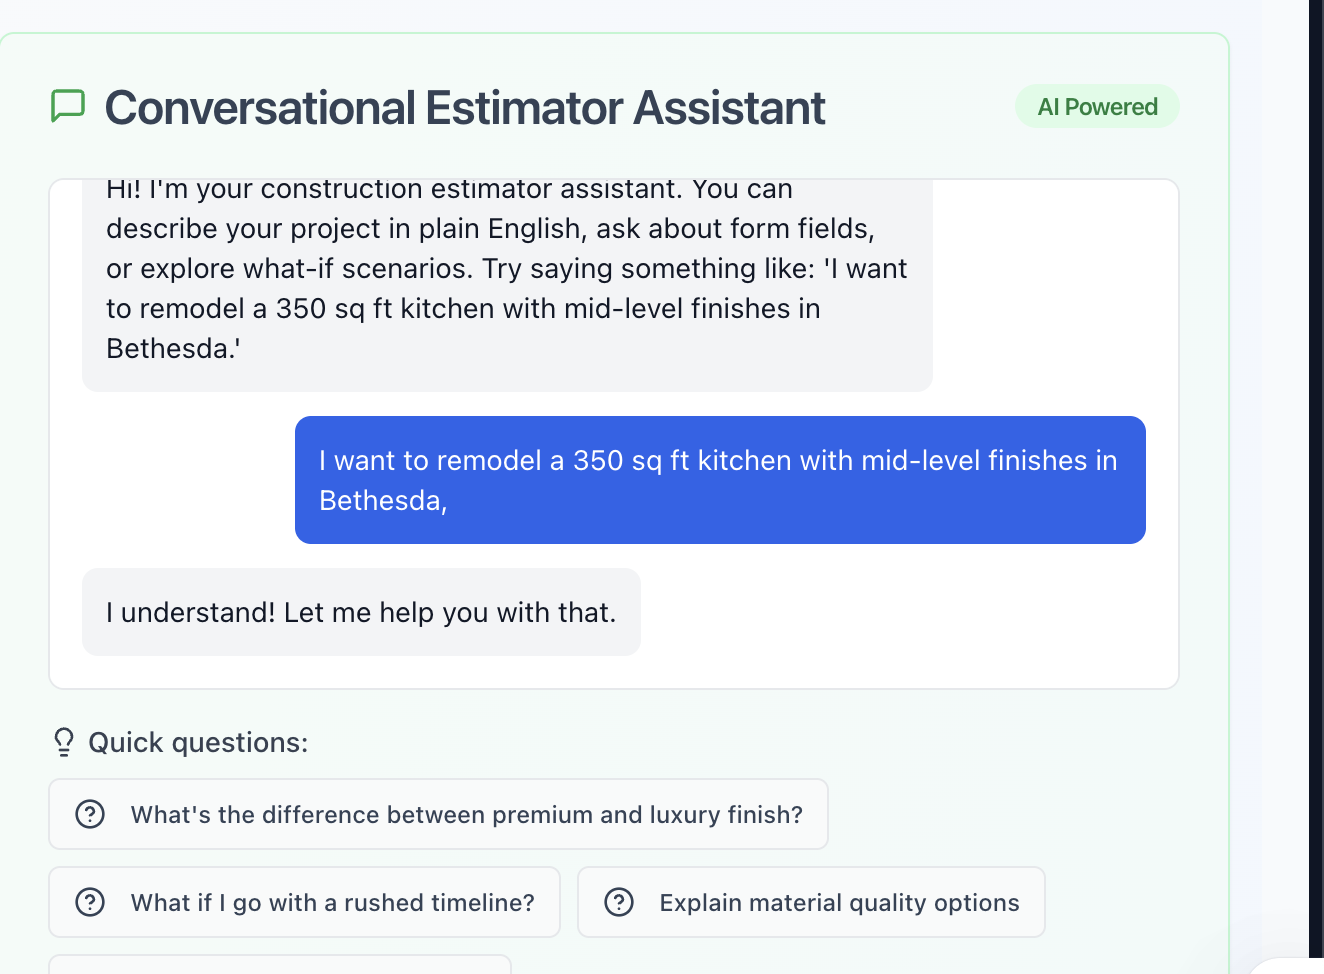 Conversational Estimator Assistant
AI Powered
Hi! I'm your construction estimator assistant. You can
describe your project in plain English, ask about form fields,
or explore what-if scenarios. Try saying something like: 'I want
to remodel a 350 sq ft kitchen with mid-level finishes in
Bethesda.'
I want to remodel a 350 sq ft kitchen with mid-level finishes in
Bethesda,
I understand! Let me help you with that.
Quick questions:
What's the difference between premium and luxury finish?
What if I go with a rushed timeline?
Explain material quality options